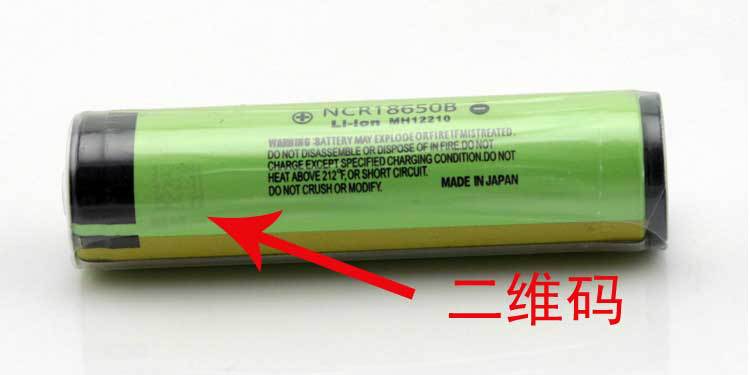 ⊕ NCR18650B ⊖
Li-ion MH12210
WARNING: BATTERY MAY EXPLODE OR FIRE IF MISTREATED.
DO NOT DISASSEMBLE OR DISPOSE OF IN FIRE.DO NOT
CHARGE EXCEPT SPECIFIED CHARGING CONDITION.DO NOT
HEAT ABOVE 212°F, OR SHORT CIRCUIT.
DO NOT CRUSH OR MODIFY. MADE IN JAPAN
二维码